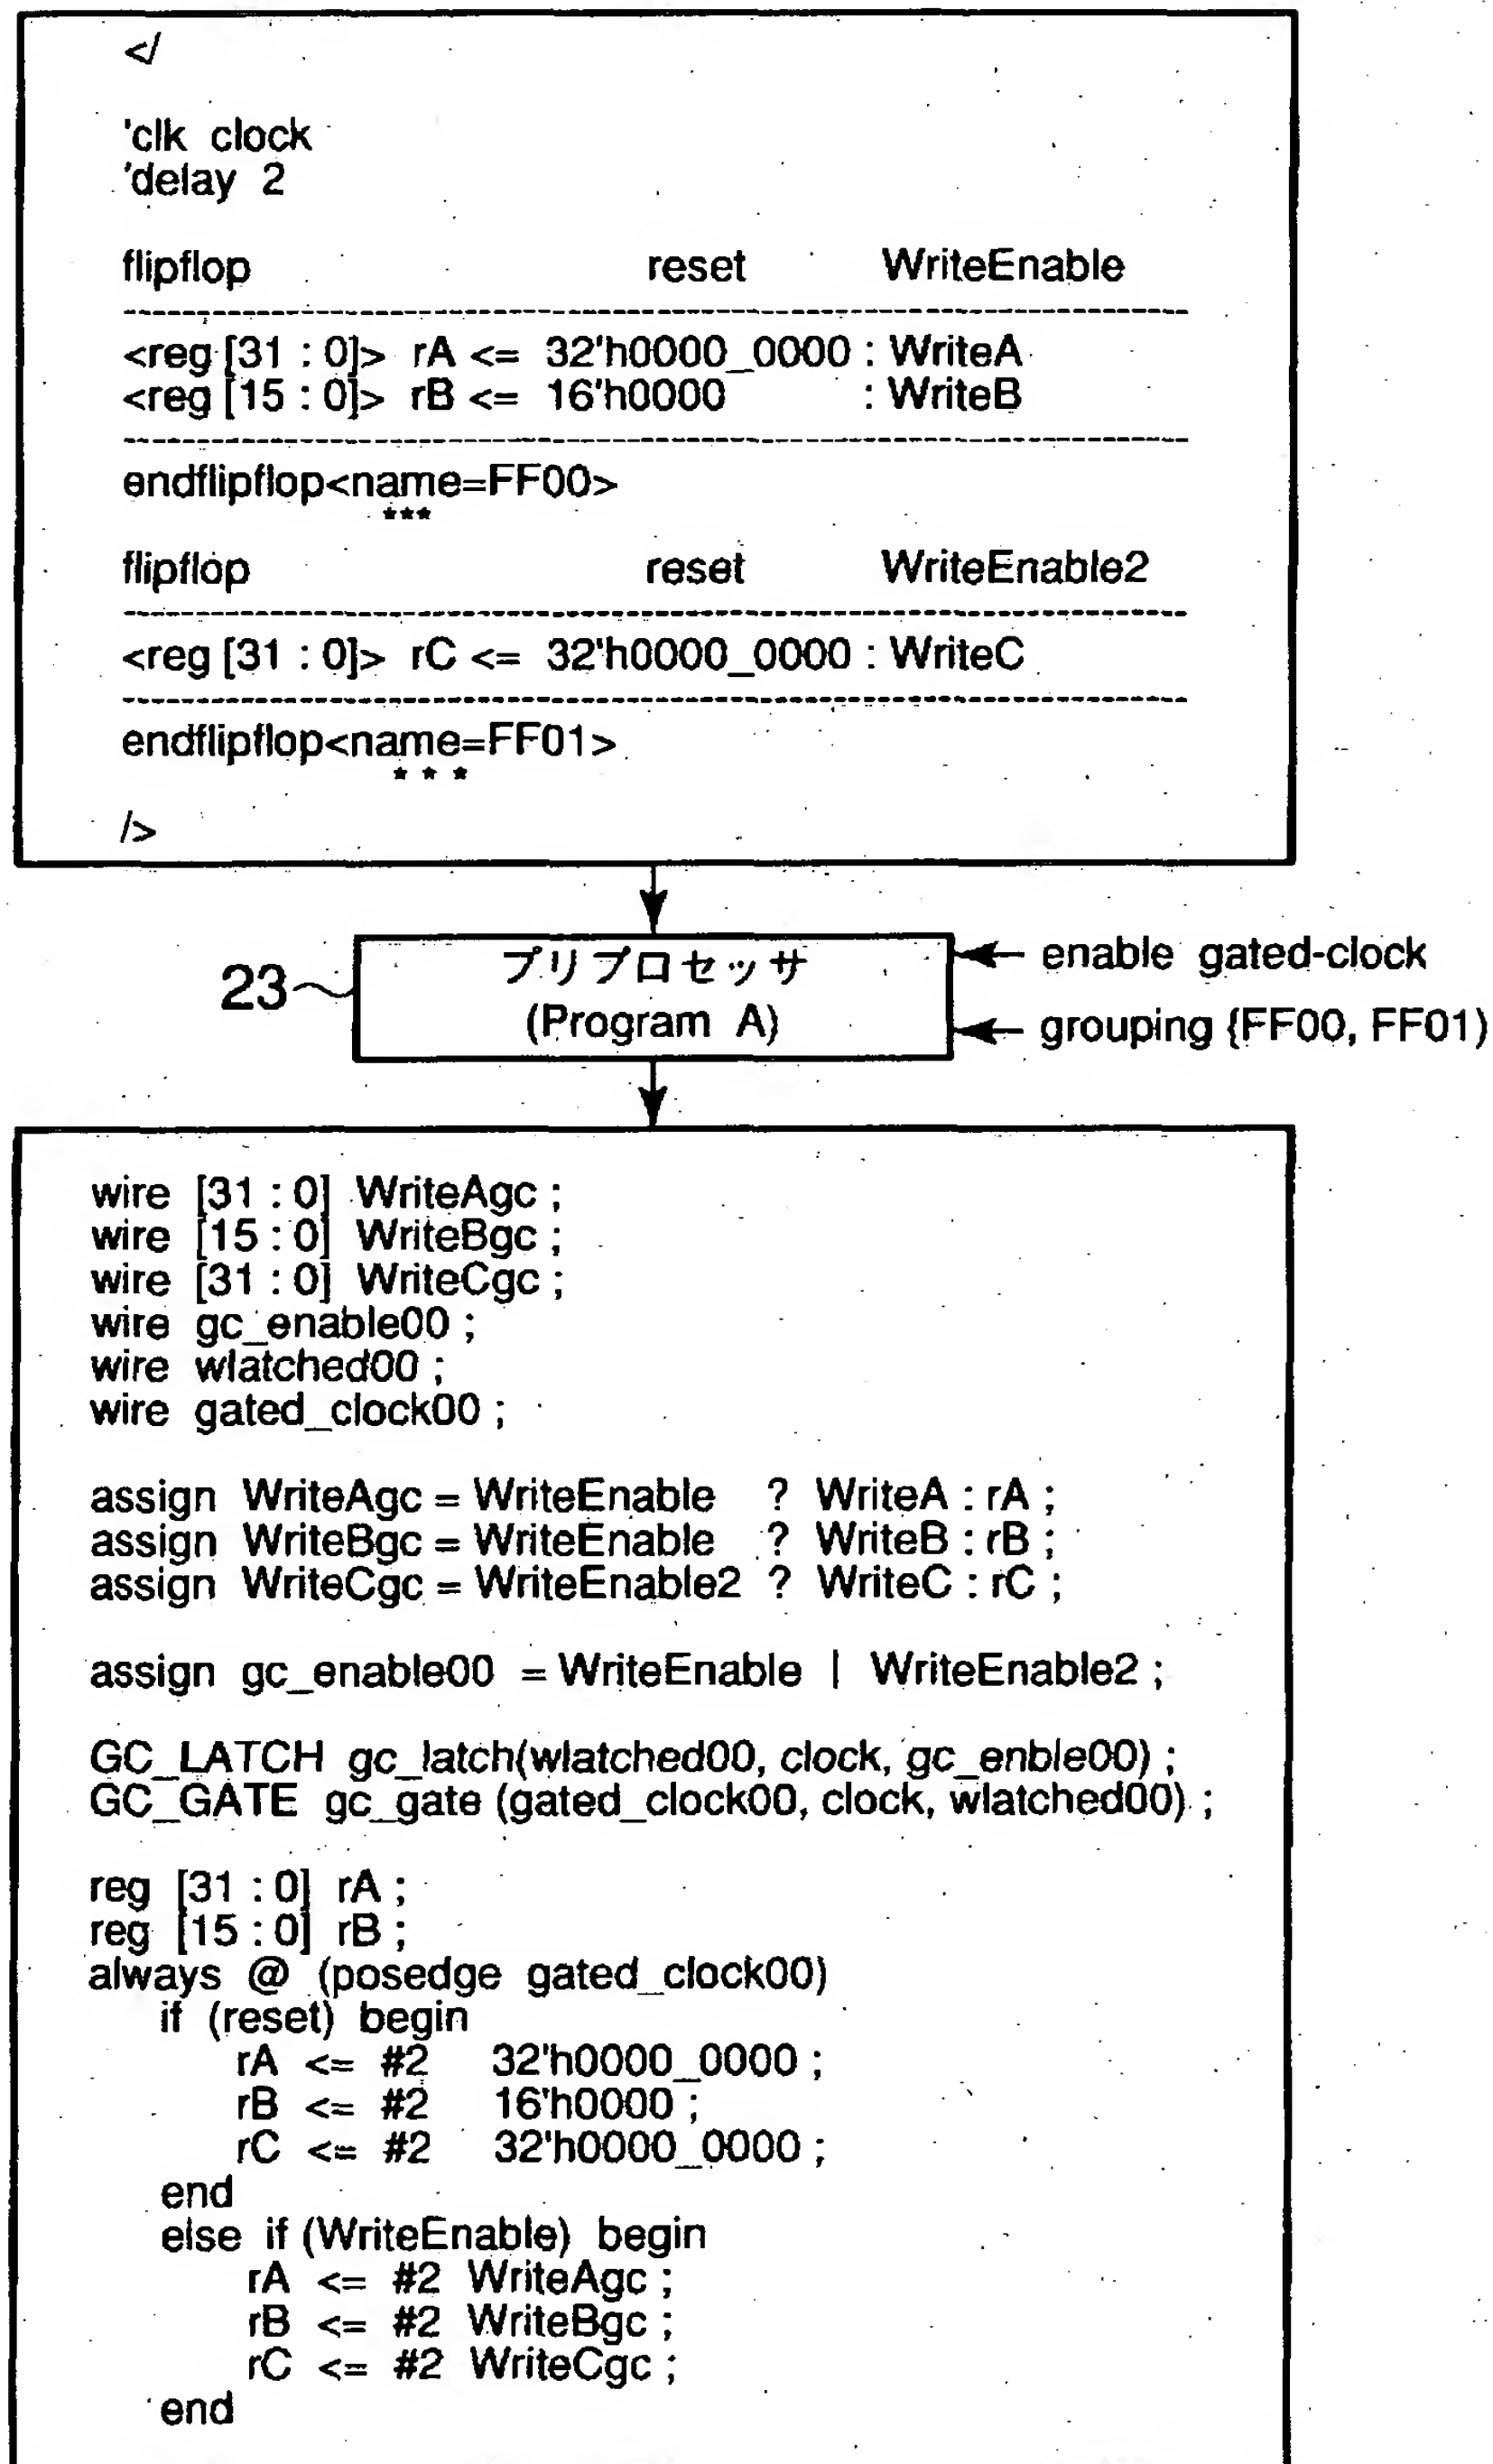 </
'clk clock
'delay 2
flipflop reset WriteEnable
<reg [31 : 0]> rA <= 32'h0000_0000 : WriteA
<reg [15 : 0]> rB <= 16'h0000 : WriteB
endflipflop<name=FF00>
***
flipflop reset WriteEnable2
<reg [31 : 0]> rC <= 32'h0000_0000 : WriteC
endflipflop<name=FF01>
* * *
/>
23
プリプロセッサ
(Program A)
enable gated-clock
grouping {FF00, FF01)
wire [31 : 0] WriteAgc ;
wire [15 : 0] WriteBgc ;
wire [31 : 0] WriteCgc ;
wire gc_enable00 ;
wire wlatched00 ;
wire gated_clock00 ;
assign WriteAgc = WriteEnable ? WriteA : rA ;
assign WriteBgc = WriteEnable ? WriteB : rB ;
assign WriteCgc = WriteEnable2 ? WriteC : rC ;
assign gc_enable00 = WriteEnable | WriteEnable2 ;
GC_LATCH gc_latch(wlatched00, clock, gc_enble00) ;
GC_GATE gc_gate (gated_clock00, clock, wlatched00) ;
reg [31 : 0] rA ;
reg [15 : 0] rB ;
always @ (posedge gated_clock00)
if (reset) begin
rA <= #2 32'h0000_0000 ;
rB <= #2 16'h0000 ;
rC <= #2 32'h0000_0000 ;
end
else if (WriteEnable) begin
rA <= #2 WriteAgc ;
rB <= #2 WriteBgc ;
rC <= #2 WriteCgc ;
end